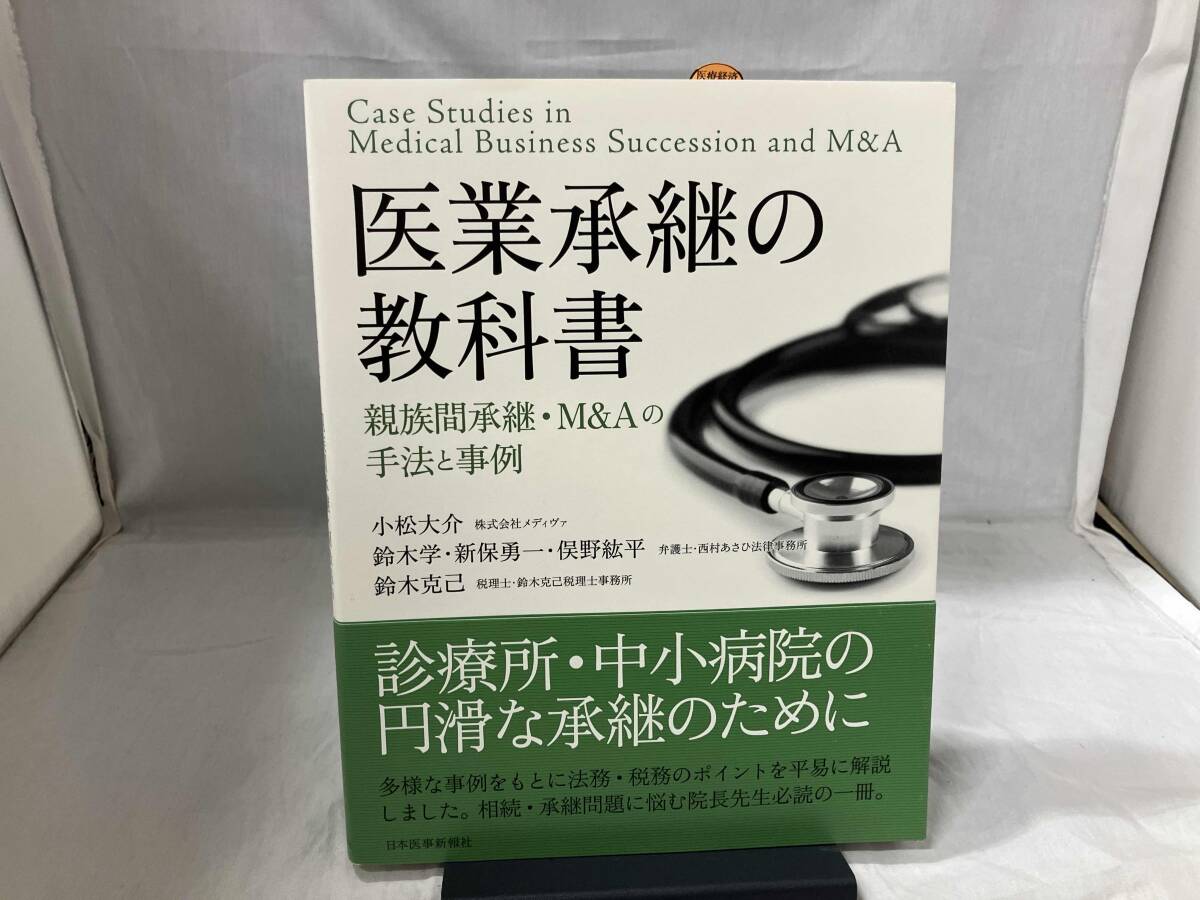 医療経済
Case Studies in
Medical Business Succession and M&A
医業承継の
教科書
親族間承継・M&Aの
手法と事例
小松大介 株式会社メディヴァ
鈴木学・新保勇一・俣野紘平 弁護士・西村あさひ法律事務所
鈴木克己 税理士・鈴木克己税理士事務所
診療所・中小病院の
円滑な承継のために
多様な事例をもとに法務・税務のポイントを平易に解説
しました。相続・承継問題に悩む院長先生必読の一冊。
日本医事新報社